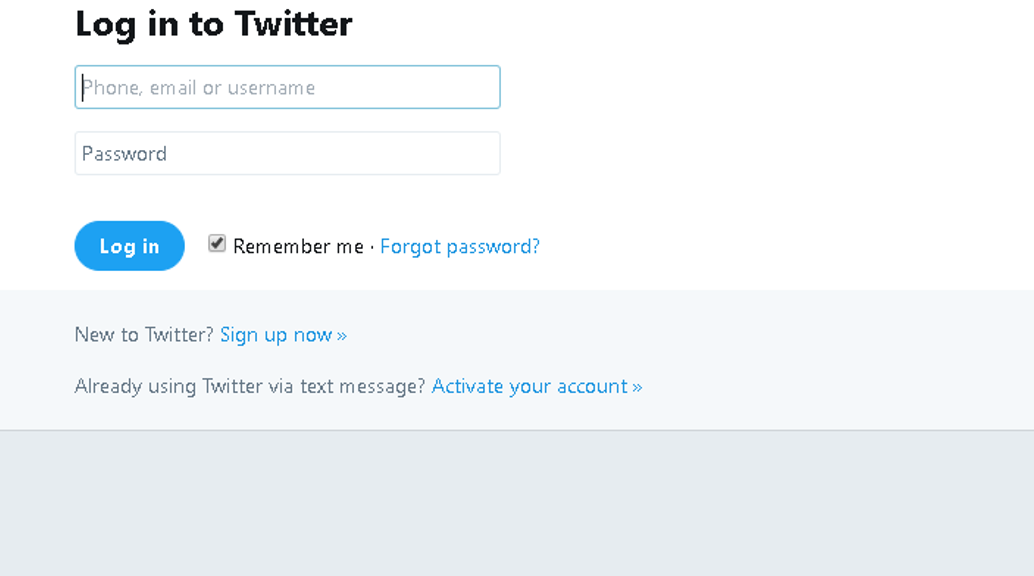 Log in to Twitter
Phone, email or username
Password
Log in Remember me · Forgot password?
New to Twitter? Sign up now »
Already using Twitter via text message? Activate your account »